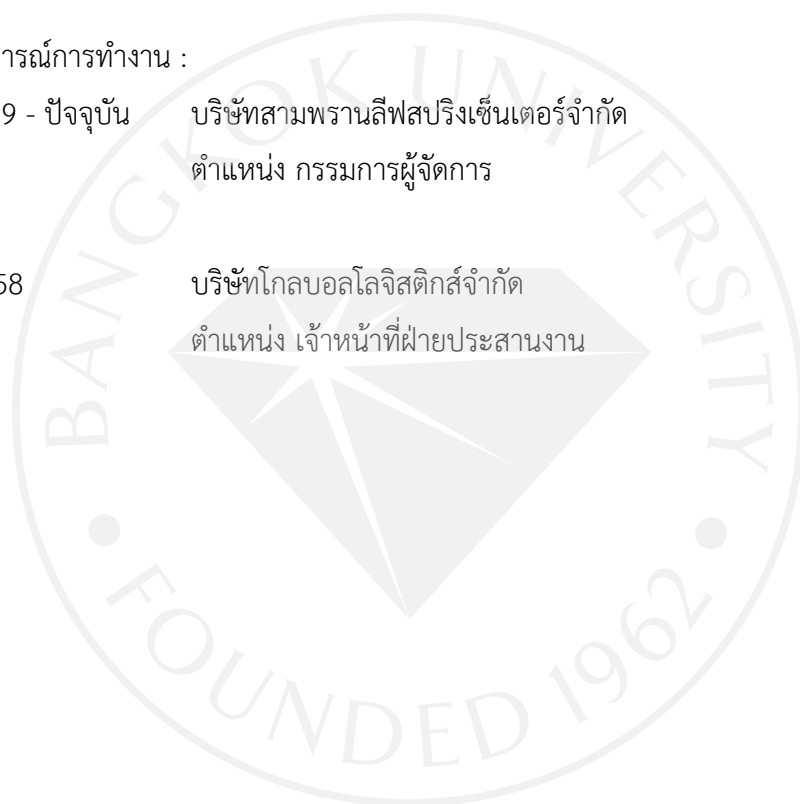 ารณ์การทำงาน :
9 - ปัจจุบัน บริษัทสามพรานลีฟสปริงเซ็นเตอร์จำกัด
ตำแหน่ง กรรมการผู้จัดการ
58 บริษัทโกลบอลโลจิสติกส์จำกัด
ตำแหน่ง เจ้าหน้าที่ฝ่ายประสานงาน
BANGKOK UNIVERSITY
FOUNDED 1962